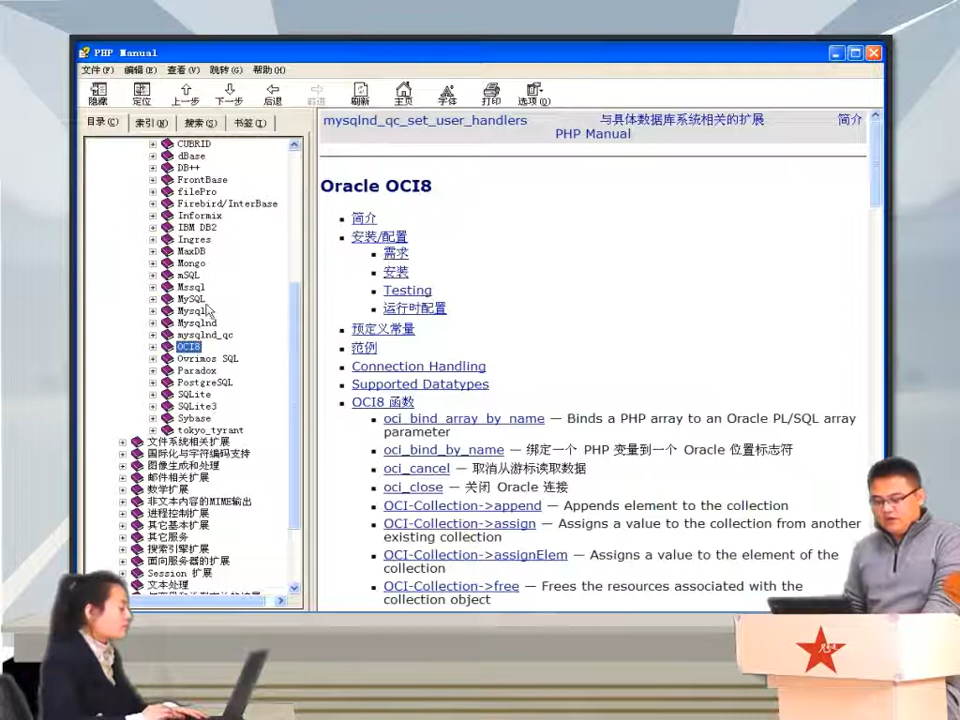 PHP Manual
文件(F) 编辑(E) 查看(V) 跳转(G) 帮助(H)
隐藏 定位 上一步 下一步 后退 前进 刷新 主页 字体 打印 选项(O)
目录(C) 索引(N) 搜索(S) 书签(I)
CUBRID
dBase
DB++
FrontBase
filePro
Firebird/InterBase
Informix
IBM DB2
Ingres
MaxDB
Mongo
mSQL
Mssql
MySQL
Mysql
Mysqlnd
mysqlnd_qc
OCI8
Ovrimos SQL
Paradox
PostgreSQL
SQLite
SQLite3
Sybase
tokyo_tyrant
文件系统相关扩展
国际化与字符编码支持
图像生成和处理
邮件相关扩展
数学扩展
非文本内容的MIME输出
进程控制扩展
其它基本扩展
其它服务
搜索引擎扩展
面向服务器的扩展
Session 扩展
文本处理
mysqlnd_qc_set_user_handlers 与具体数据库系统相关的扩展 简介
PHP Manual
Oracle OCI8
简介
安装/配置
需求
安装
Testing
运行时配置
预定义常量
范例
Connection Handling
Supported Datatypes
OCI8 函数
oci_bind_array_by_name — Binds a PHP array to an Oracle PL/SQL array
parameter
oci_bind_by_name — 绑定一个 PHP 变量到一个 Oracle 位置标志符
oci_cancel — 取消从游标读取数据
oci_close — 关闭 Oracle 连接
OCI-Collection->append — Appends element to the collection
OCI-Collection->assign — Assigns a value to the collection from another
existing collection
OCI-Collection->assignElem — Assigns a value to the element of the
collection
OCI-Collection->free — Frees the resources associated with the
collection object